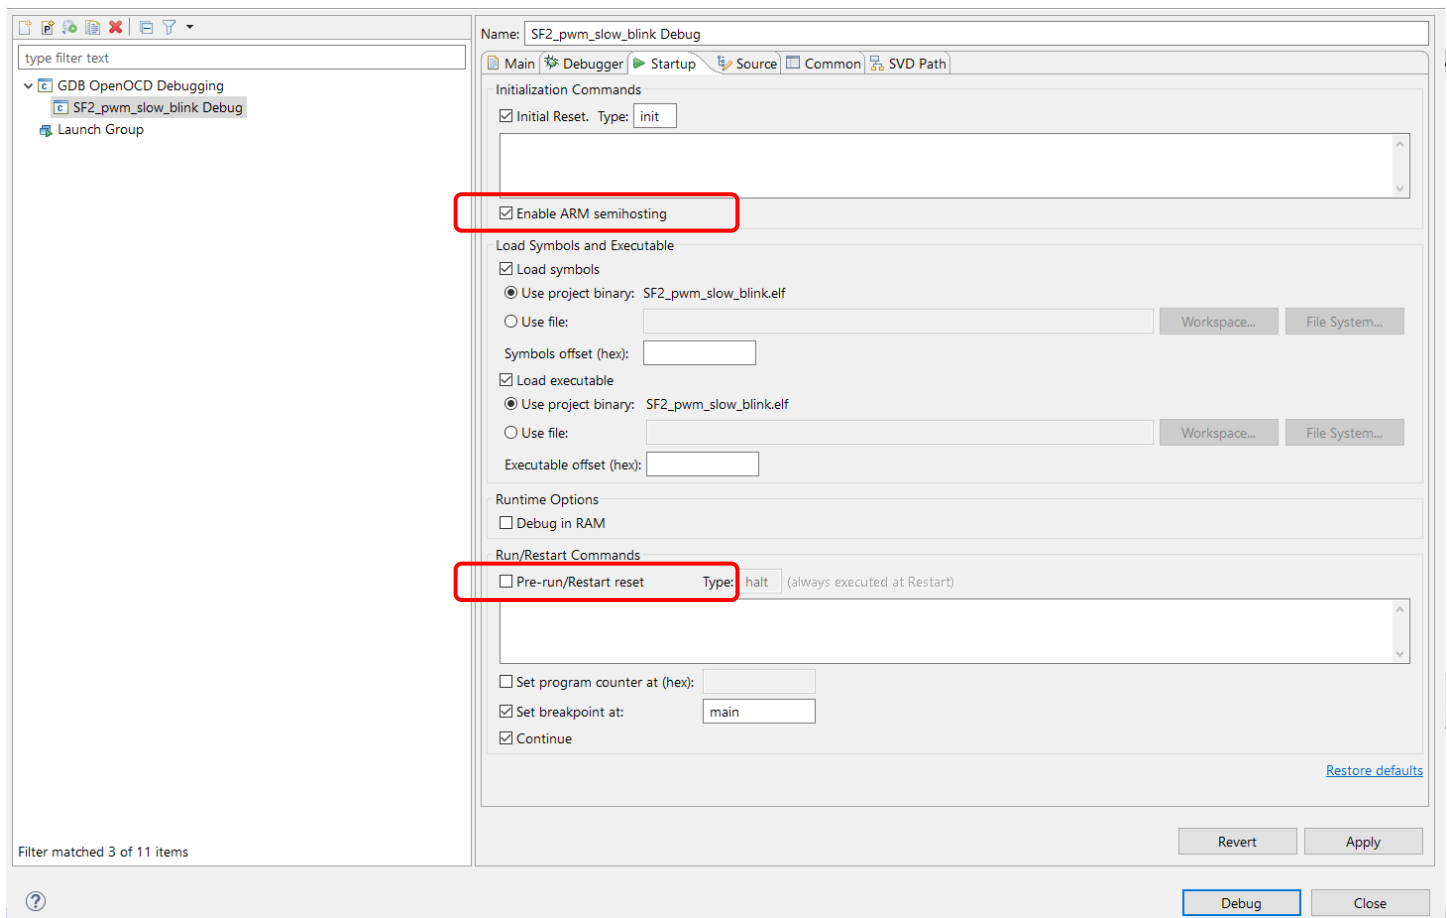 Name: SF2_pwm_slow_blink Debug
type filter text
Main Debugger Startup Source Common SVD Path
GDB OpenOCD Debugging
SF2_pwm_slow_blink Debug
Launch Group
Initialization Commands
Initial Reset. Type: init
Enable ARM semihosting
Load Symbols and Executable
Load symbols
Use project binary: SF2_pwm_slow_blink.elf
Use file: Workspace... File System...
Symbols offset (hex):
Load executable
Use project binary: SF2_pwm_slow_blink.elf
Use file: Workspace... File System...
Executable offset (hex):
Runtime Options
Debug in RAM
Run/Restart Commands
Pre-run/Restart reset Type: halt (always executed at Restart)
Set program counter at (hex):
Set breakpoint at: main
Continue
Restore defaults
Filter matched 3 of 11 items
Revert Apply
Debug Close